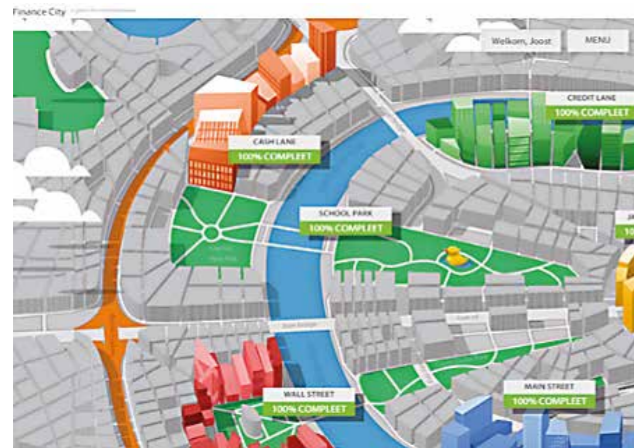 Finance City
Welkom, Joost
MENU
CREDIT LANE
100% COMPLEET
CASH LANE
100% COMPLEET
SCHOOL PARK
100% COMPLEET
WALL STREET
100% COMPLEET
MAIN STREET
100% COMPLEET